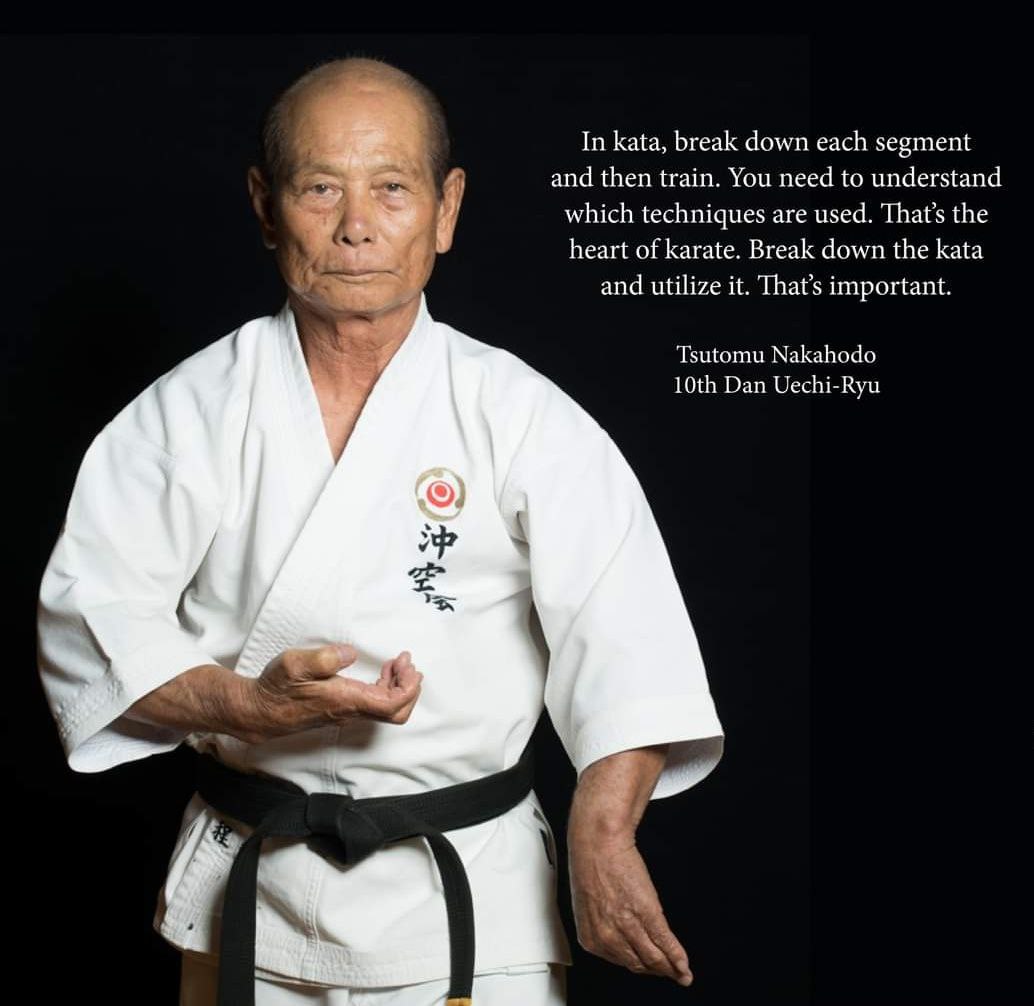 In kata, break down each segment
and then train. You need to understand
which techniques are used. That's the
heart of karate. Break down the kata
and utilize it. That's important.
Tsutomu Nakahodo
10th Dan Uechi-Ryu
沖
空
伝
程